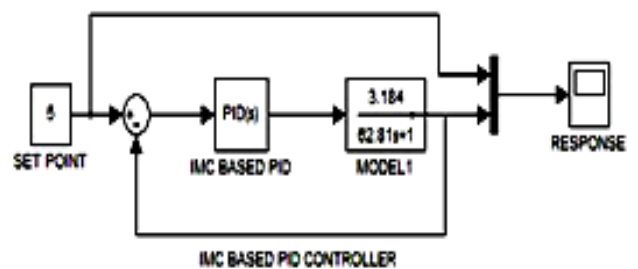 5
SET POINT
PID(s)
IMC BASED PID
3.184
62.81s+1
MODEL1
RESPONSE
IMC BASED PID CONTROLLER